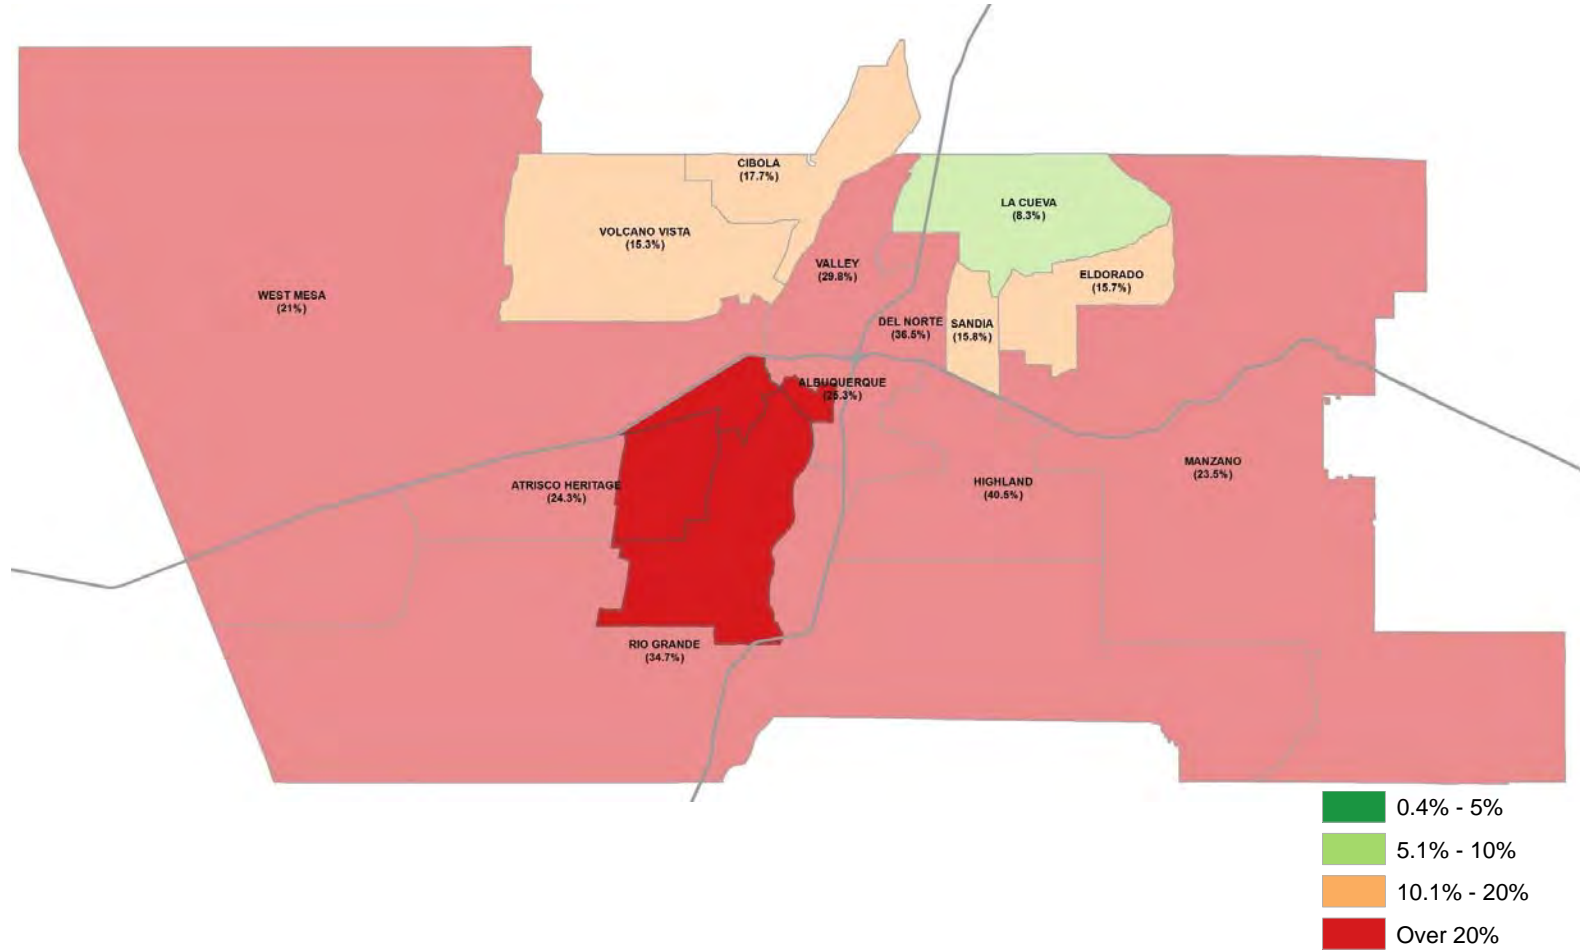 CIBOLA
(17.7%)
LA CUEVA
(8.3%)
VOLCANO VISTA
(15.3%)
VALLEY
(29.8%)
ELDORADO
(15.7%)
WEST MESA
(21%)
DEL NORTE
(36.5%)
SANDIA
(15.8%)
ALBUQUERQUE
(25.3%)
MANZANO
(23.5%)
ATRISCO HERITAGE
(24.3%)
HIGHLAND
(40.5%)
RIO GRANDE
(34.7%)
0.4% - 5%
5.1% - 10%
10.1% - 20%
Over 20%